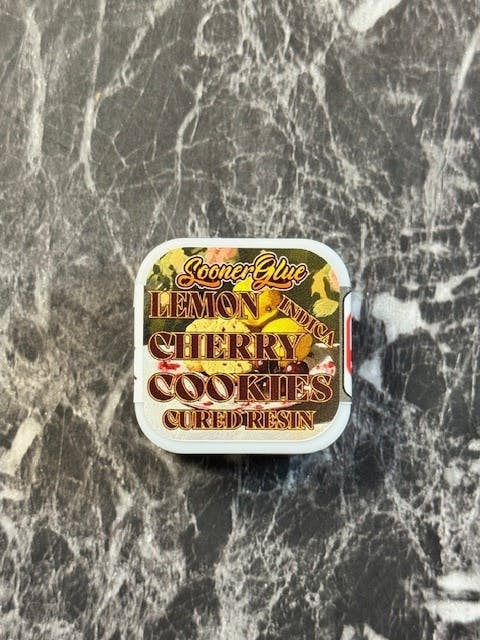 SoonerGlue
LEMON
INDICA
CHERRY
COOKIES
CURED RESIN